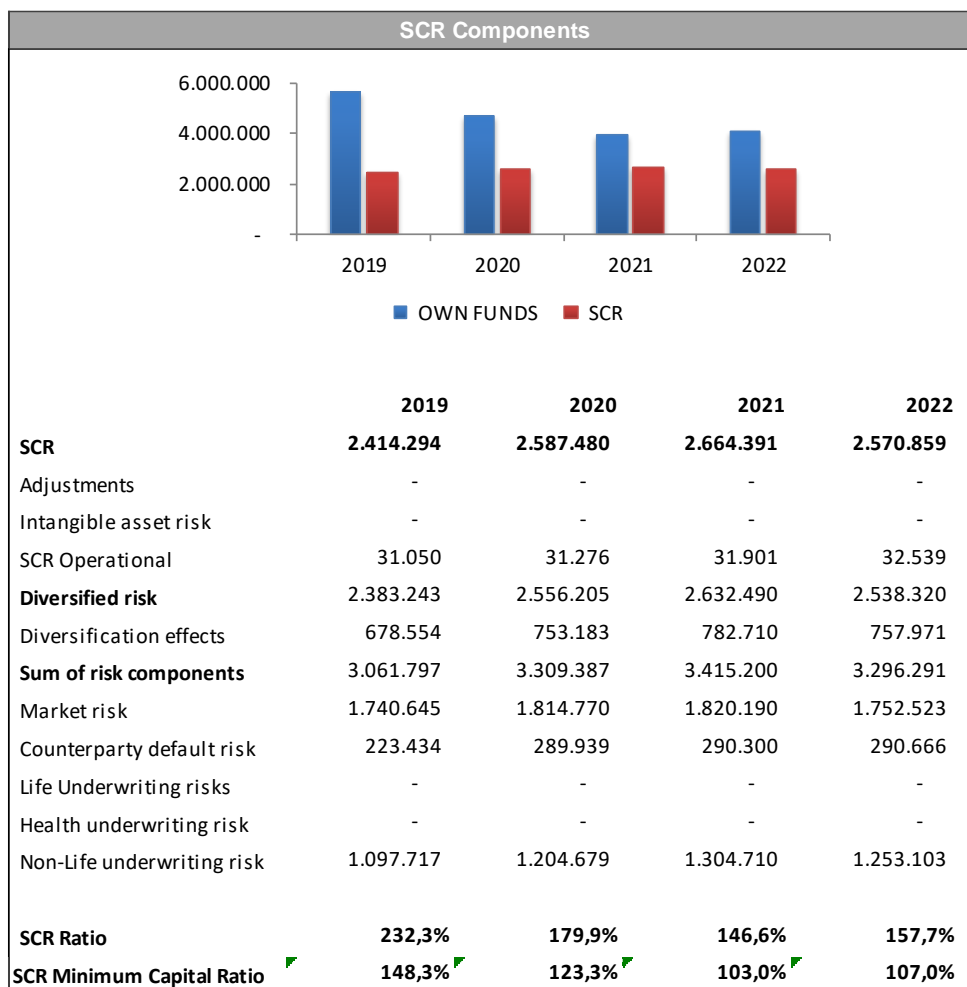 SCR Components
6.000.000
4.000.000
2.000.000
-
2019 2020 2021 2022
OWN FUNDS SCR
2019 2020 2021 2022
SCR 2.414.294 2.587.480 2.664.391 2.570.859
Adjustments - - - -
Intangible asset risk - - - -
SCR Operational 31.050 31.276 31.901 32.539
Diversified risk 2.383.243 2.556.205 2.632.490 2.538.320
Diversification effects 678.554 753.183 782.710 757.971
Sum of risk components 3.061.797 3.309.387 3.415.200 3.296.291
Market risk 1.740.645 1.814.770 1.820.190 1.752.523
Counterparty default risk 223.434 289.939 290.300 290.666
Life Underwriting risks - - - -
Health underwriting risk - - - -
Non-Life underwriting risk 1.097.717 1.204.679 1.304.710 1.253.103
SCR Ratio 232,3% 179,9% 146,6% 157,7%
SCR Minimum Capital Ratio 148,3% 123,3% 103,0% 107,0%